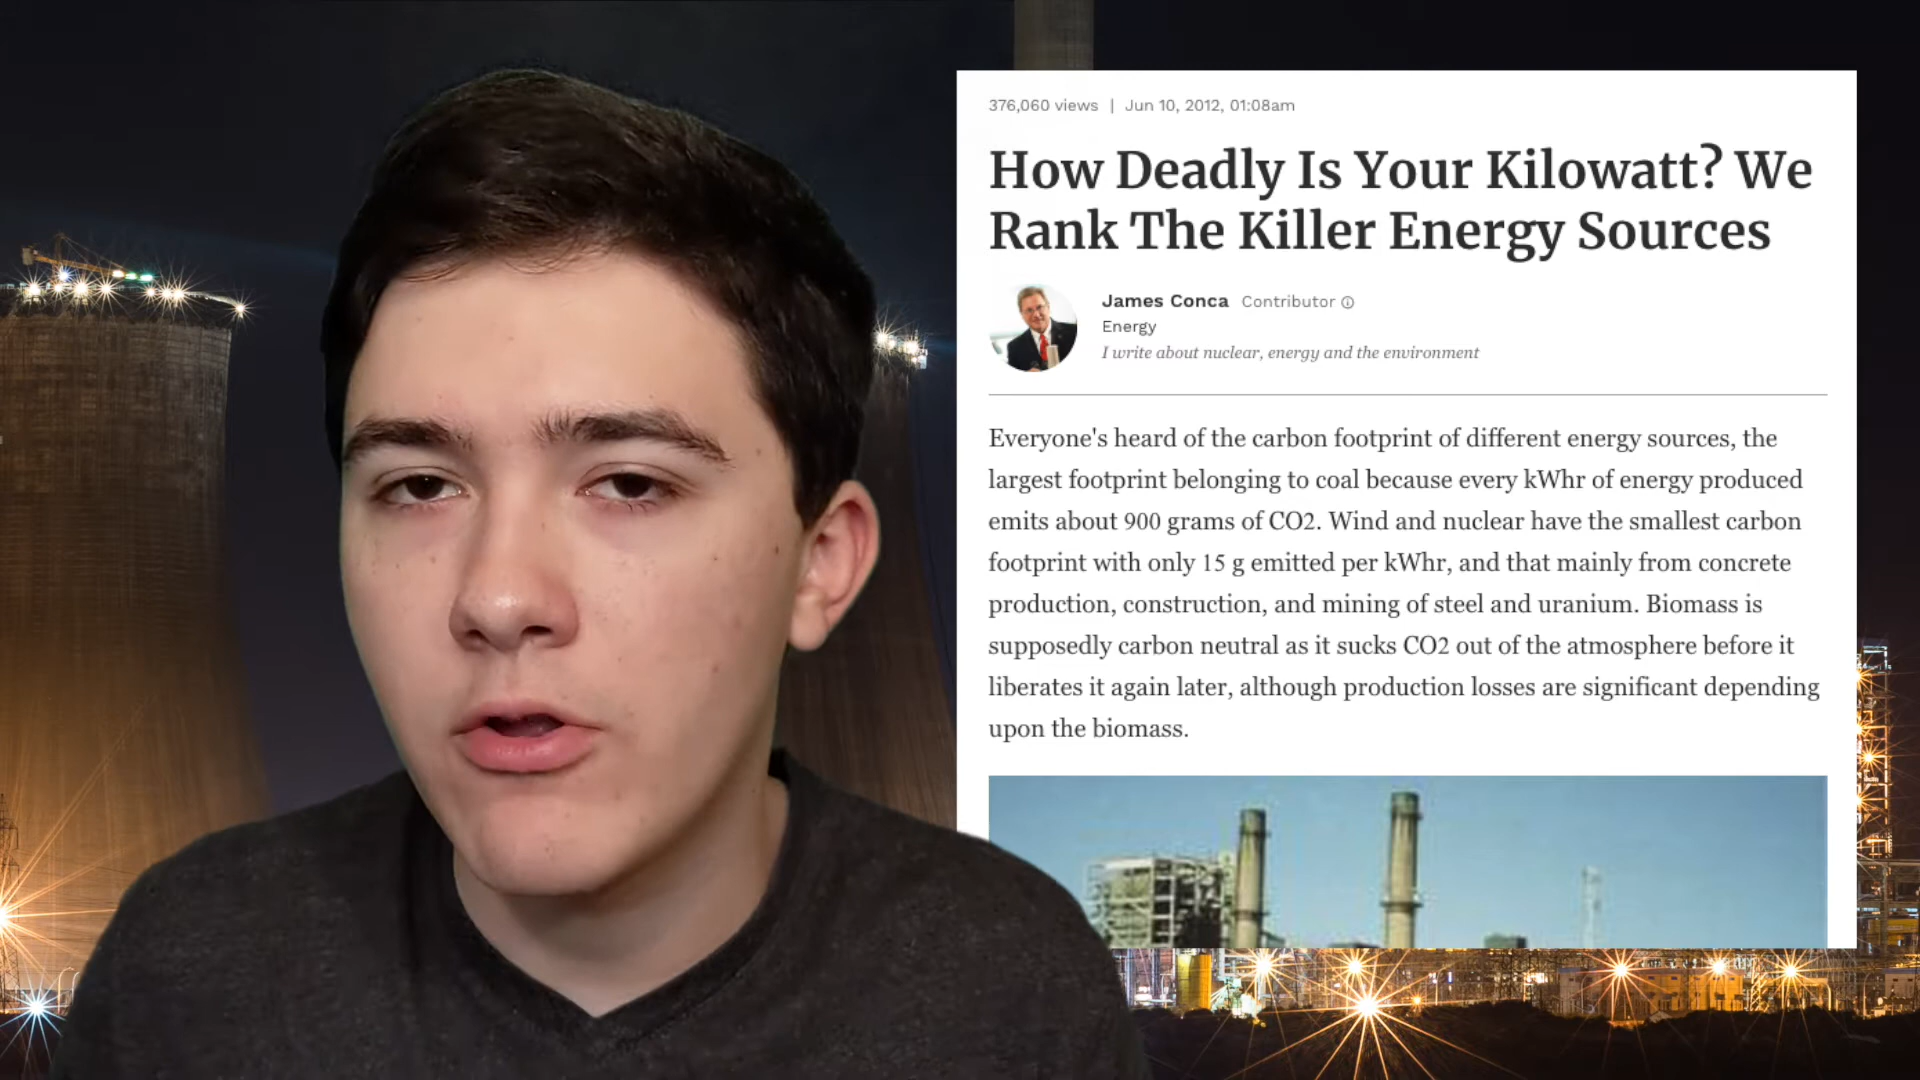 376,060 views | Jun 10, 2012, 01:08am
How Deadly Is Your Kilowatt? We
Rank The Killer Energy Sources
James Conca Contributor
Energy
I write about nuclear, energy and the environment
Everyone's heard of the carbon footprint of different energy sources, the
largest footprint belonging to coal because every kWhr of energy produced
emits about 900 grams of CO2. Wind and nuclear have the smallest carbon
footprint with only 15 g emitted per kWhr, and that mainly from concrete
production, construction, and mining of steel and uranium. Biomass is
supposedly carbon neutral as it sucks CO2 out of the atmosphere before it
liberates it again later, although production losses are significant depending
upon the biomass.